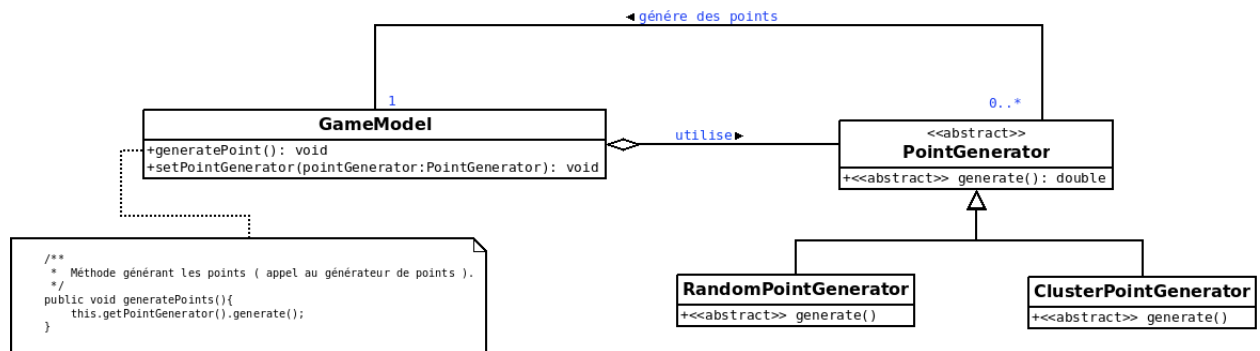 ◄ génére des points
1
0..*
GameModel
+generatePoint(): void
+setPointGenerator(pointGenerator:PointGenerator): void
utilise►
<<abstract>>
PointGenerator
+<<abstract>> generate(): double
/**
* Méthode générant les points ( appel au générateur de points ).
*/
public void generatePoints(){
this.getPointGenerator().generate();
}
RandomPointGenerator
+<<abstract>> generate()
ClusterPointGenerator
+<<abstract>> generate()